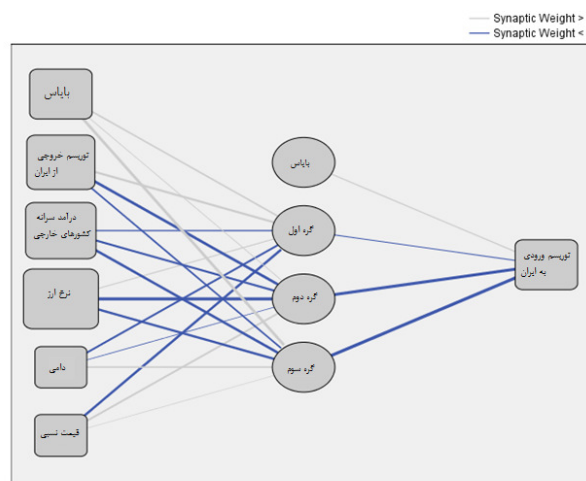 Synaptic Weight >
Synaptic Weight <
بایاس
توریسم خروجی
از ایران
درآمد سرانه
کشورهای خارجی
نرخ ارز
دامی
قیمت نسبی
بایاس
گره اول
گره دوم
گره سوم
توریسم ورودی
به ایران